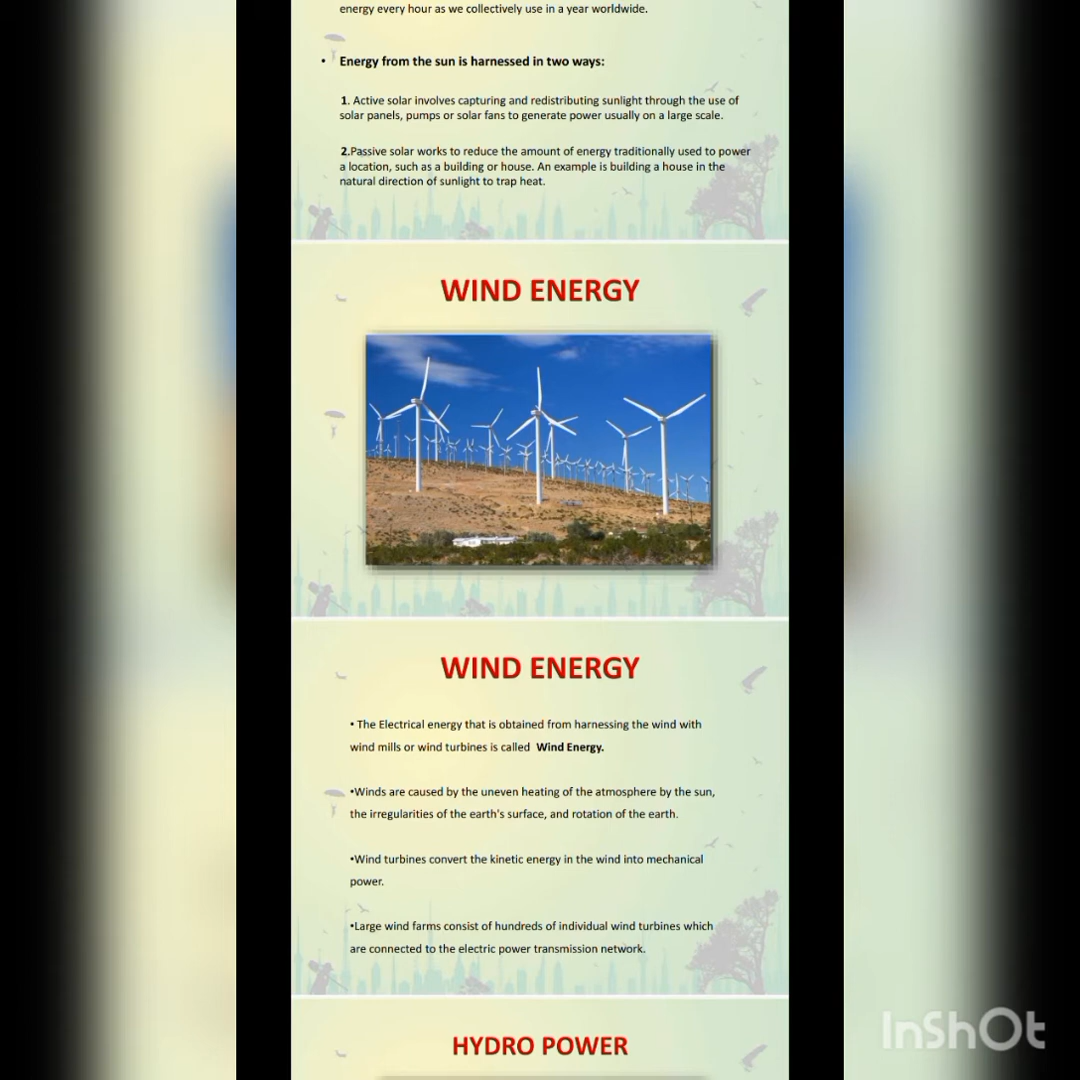 energy every hour as we collectively use in a year worldwide.
• Energy from the sun is harnessed in two ways:
1. Active solar involves capturing and redistributing sunlight through the use of
solar panels, pumps or solar fans to generate power usually on a large scale.
2.Passive solar works to reduce the amount of energy traditionally used to power
a location, such as a building or house. An example is building a house in the
natural direction of sunlight to trap heat.
WIND ENERGY
WIND ENERGY
• The Electrical energy that is obtained from harnessing the wind with
wind mills or wind turbines is called Wind Energy.
•Winds are caused by the uneven heating of the atmosphere by the sun,
the irregularities of the earth's surface, and rotation of the earth.
•Wind turbines convert the kinetic energy in the wind into mechanical
power.
•Large wind farms consist of hundreds of individual wind turbines which
are connected to the electric power transmission network.
HYDRO POWER
InShOt